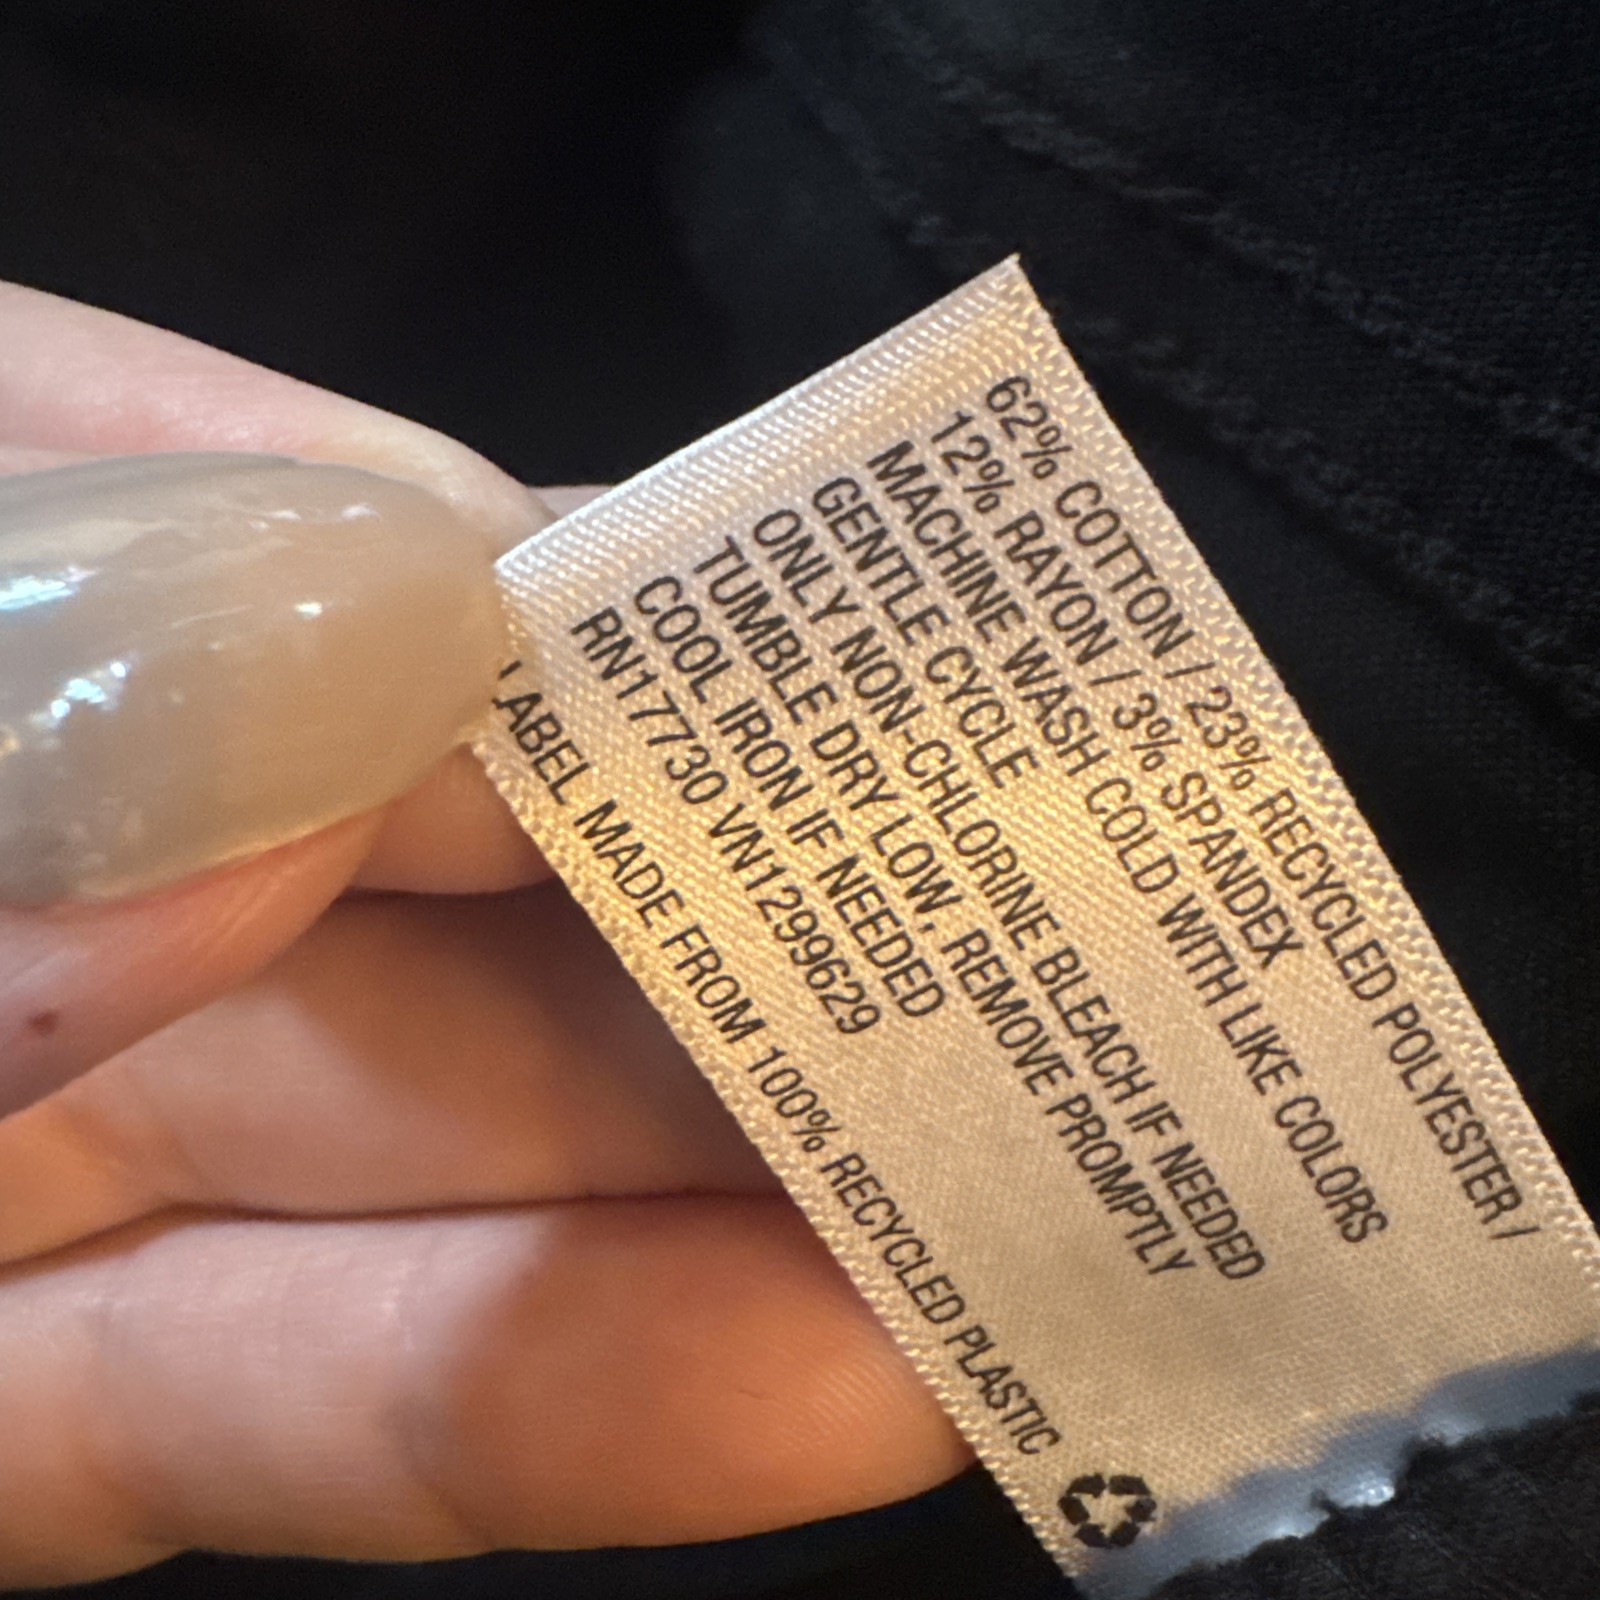 62% COTTON / 23% RECYCLED POLYESTER /
12% RAYON / 3% SPANDEX
MACHINE WASH COLD WITH LIKE COLORS
GENTLE CYCLE
ONLY NON-CHLORINE BLEACH IF NEEDED
TUMBLE DRY LOW, REMOVE PROMPTLY
COOL IRON IF NEEDED
RN17730 VN1299629
LABEL MADE FROM 100% RECYCLED PLASTIC